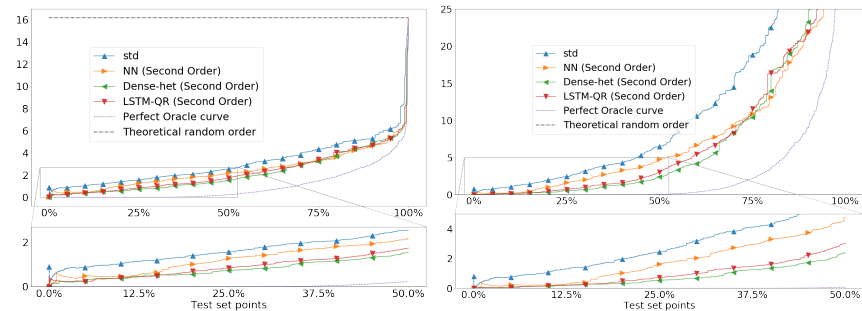 16
14
12
10
8
6
4
2
0
std
NN (Second Order)
Dense-het (Second Order)
LSTM-QR (Second Order)
Perfect Oracle curve
Theoretical random order
0% 25% 50% 75% 100%
2
0
0.0% 12.5% 25.0% 37.5% 50.0%
Test set points
25
20
15
10
5
0
std
NN (Second Order)
Dense-het (Second Order)
LSTM-QR (Second Order)
Perfect Oracle curve
Theoretical random order
0% 25% 50% 75% 100%
4
2
0
0.0% 12.5% 25.0% 37.5% 50.0%
Test set points